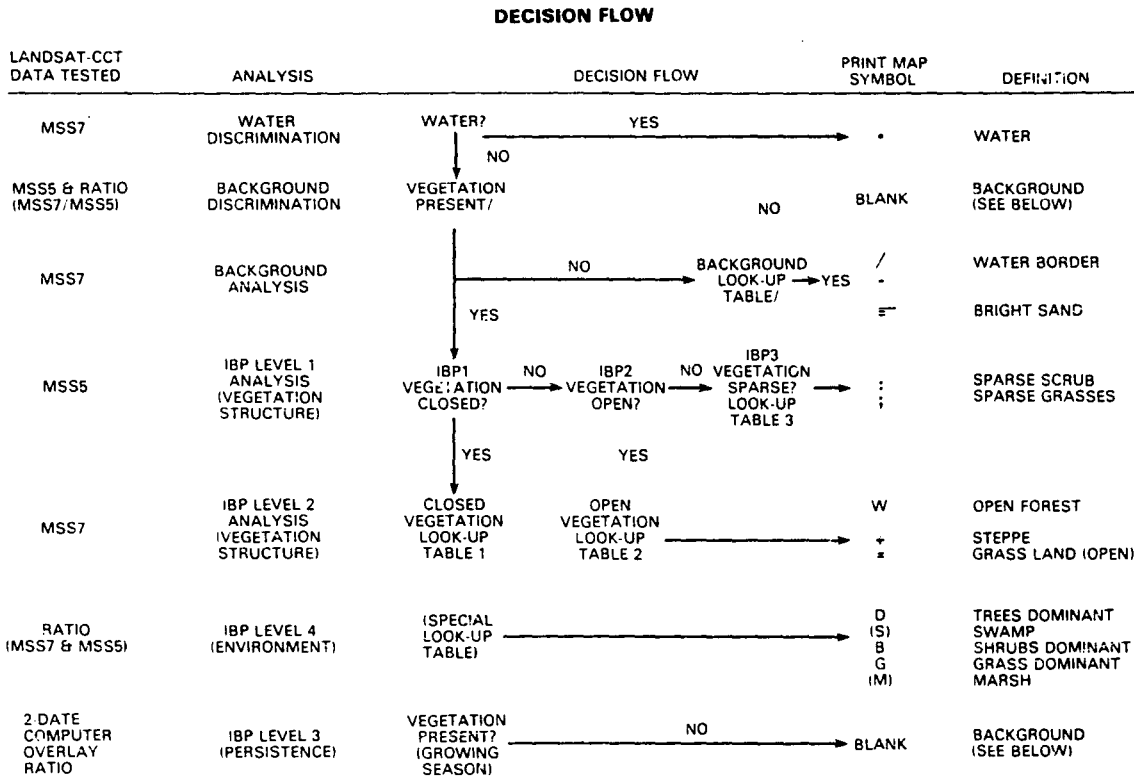 DECISION FLOW
LANDSAT-CCT
DATA TESTED
ANALYSIS
DECISION FLOW
PRINT MAP
SYMBOL
DEFINITION
MSS7
WATER
DISCRIMINATION
WATER?
YES
•
WATER
NO
MSS5 & RATIO
(MSS7/MSS5)
BACKGROUND
DISCRIMINATION
VEGETATION
PRESENT/
NO
BLANK
BACKGROUND
(SEE BELOW)
MSS7
BACKGROUND
ANALYSIS
NO
BACKGROUND
LOOK-UP
TABLE/
YES
/
-
WATER BORDER
BRIGHT SAND
YES
MSS5
IBP LEVEL 1
ANALYSIS
(VEGETATION
STRUCTURE)
IBP1
VEGETATION
CLOSED?
NO
IBP2
VEGETATION
OPEN?
NO
IBP3
VEGETATION
SPARSE?
LOOK-UP
TABLE 3
:
;
SPARSE SCRUB
SPARSE GRASSES
YES
YES
MSS7
IBP LEVEL 2
ANALYSIS
(VEGETATION
STRUCTURE)
CLOSED
VEGETATION
LOOK-UP
TABLE 1
OPEN
VEGETATION
LOOK-UP
TABLE 2
W
+
=
OPEN FOREST
STEPPE
GRASS LAND (OPEN)
RATIO
(MSS7 & MSS5)
IBP LEVEL 4
(ENVIRONMENT)
(SPECIAL
LOOK-UP
TABLE)
D
(S)
B
G
(M)
TREES DOMINANT
SWAMP
SHRUBS DOMINANT
GRASS DOMINANT
MARSH
2-DATE
COMPUTER
OVERLAY
RATIO
IBP LEVEL 3
(PERSISTENCE)
VEGETATION
PRESENT?
(GROWING
SEASON)
NO
BLANK
BACKGROUND
(SEE BELOW)